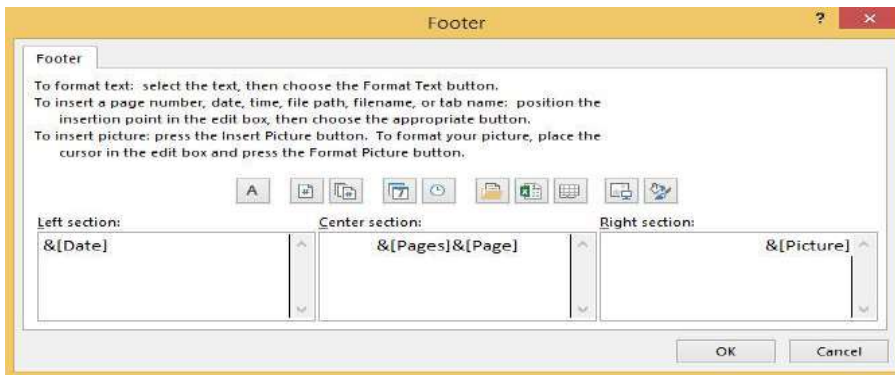 Footer
?
×
Footer
To format text: select the text, then choose the Format Text button.
To insert a page number, date, time, file path, filename, or tab name: position the
insertion point in the edit box, then choose the appropriate button.
To insert picture: press the Insert Picture button. To format your picture, place the
cursor in the edit box and press the Format Picture button.
A # # 7
Left section: Center section: Right section:
&[Date] &[Pages]&[Page] &[Picture]
OK Cancel